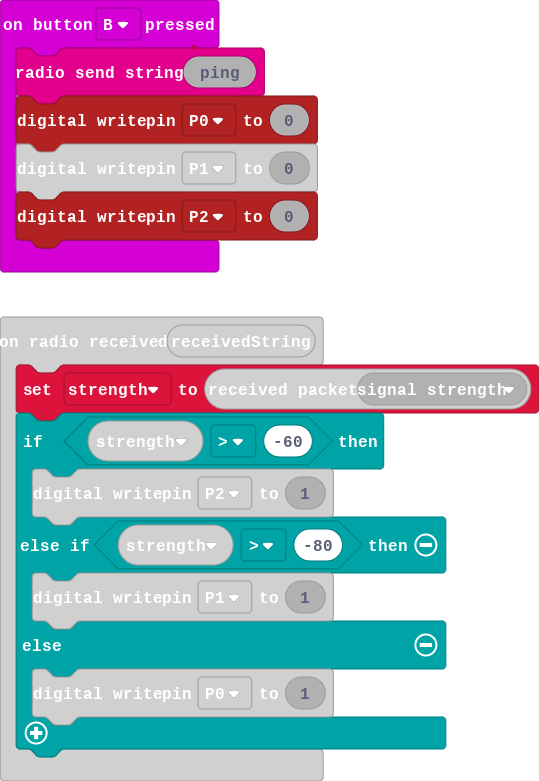 on button B pressed
radio send string ping
digital writepin P0 to 0
digital writepin P1 to 0
digital writepin P2 to 0
on radio received receivedString
set strength to received packet signal strength
if strength > -60 then
digital writepin P2 to 1
else if strength > -80 then
digital writepin P1 to 1
else
digital writepin P0 to 1